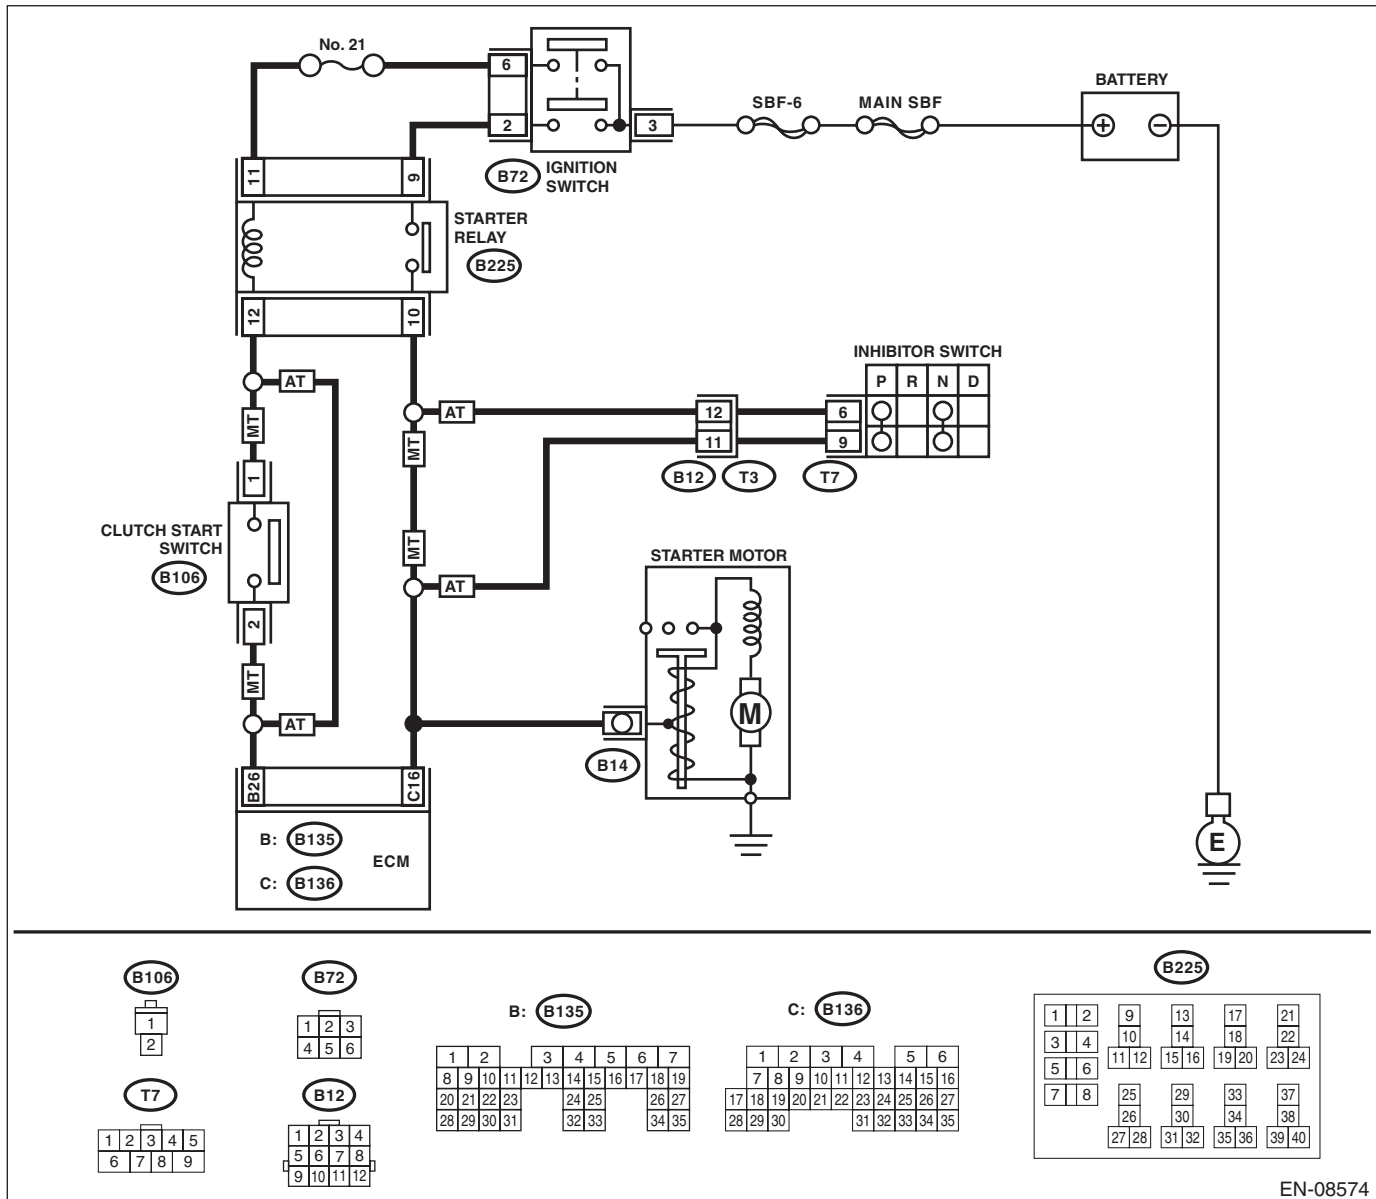 No. 21
6
2
3
SBF-6
MAIN SBF
BATTERY
+
−
B72
IGNITION
SWITCH
11
9
STARTER
RELAY
B225
12
10
AT
MT
AT
MT
12
11
6
9
INHIBITOR SWITCH
P R N D
B12
T3
T7
1
CLUTCH START
SWITCH
B106
2
MT
MT
AT
AT
STARTER MOTOR
M
B14
B26
C16
B: B135
C: B136
ECM
E
B106
1
2
B72
1 2 3
4 5 6
T7
1 2 3 4 5
6 7 8 9
B12
1 2 3 4
5 6 7 8
9 10 11 12
B: B135
1 2 3 4 5 6 7
8 9 10 11 12 13 14 15 16 17 18 19
20 21 22 23 24 25 26 27
28 29 30 31 32 33 34 35
C: B136
1 2 3 4 5 6
7 8 9 10 11 12 13 14 15 16
17 18 19 20 21 22 23 24 25 26 27
28 29 30 31 32 33 34 35
B225
1 2
3 4
5 6
7 8
9 13 17 21
10 14 18 22
11 12 15 16 19 20 23 24
25 29 33 37
26 30 34 38
27 28 31 32 35 36 39 40
EN-08574